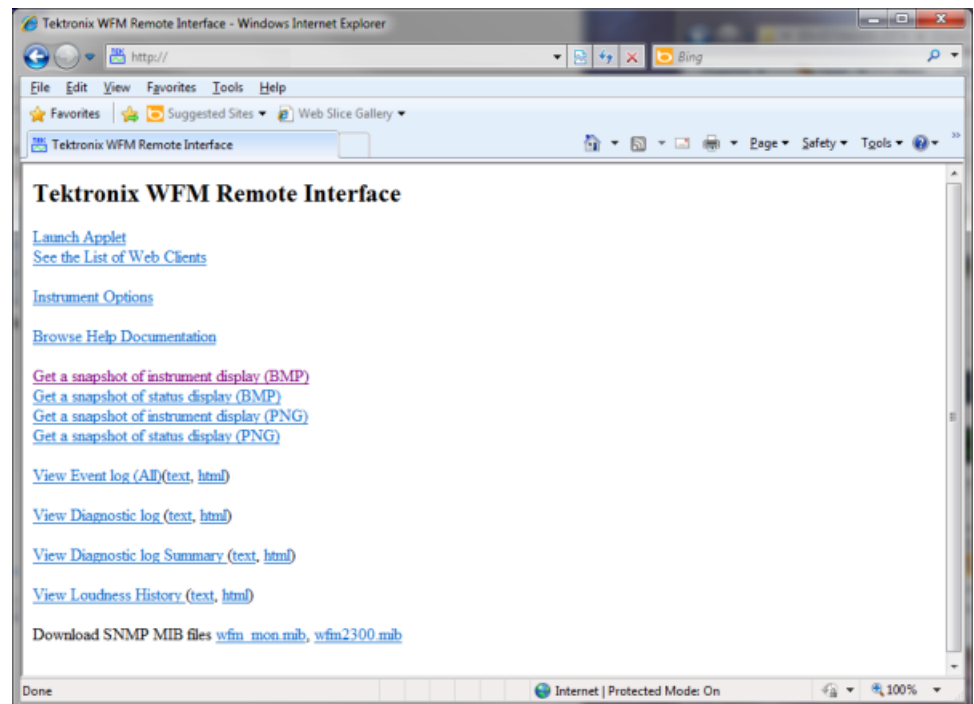 Tektronix WFM Remote Interface - Windows Internet Explorer
http://
Bing
File Edit View Favorites Tools Help
Favorites Suggested Sites Web Slice Gallery
Tektronix WFM Remote Interface
Page Safety Tools
Tektronix WFM Remote Interface
Launch Applet
See the List of Web Clients
Instrument Options
Browse Help Documentation
Get a snapshot of instrument display (BMP)
Get a snapshot of status display (BMP)
Get a snapshot of instrument display (PNG)
Get a snapshot of status display (PNG)
View Event log (All)(text, html)
View Diagnostic log (text, html)
View Diagnostic log Summary (text, html)
View Loudness History (text, html)
Download SNMP MIB files wfm_mon.mib, wfm2300.mib
Done Internet | Protected Mode: On 100%